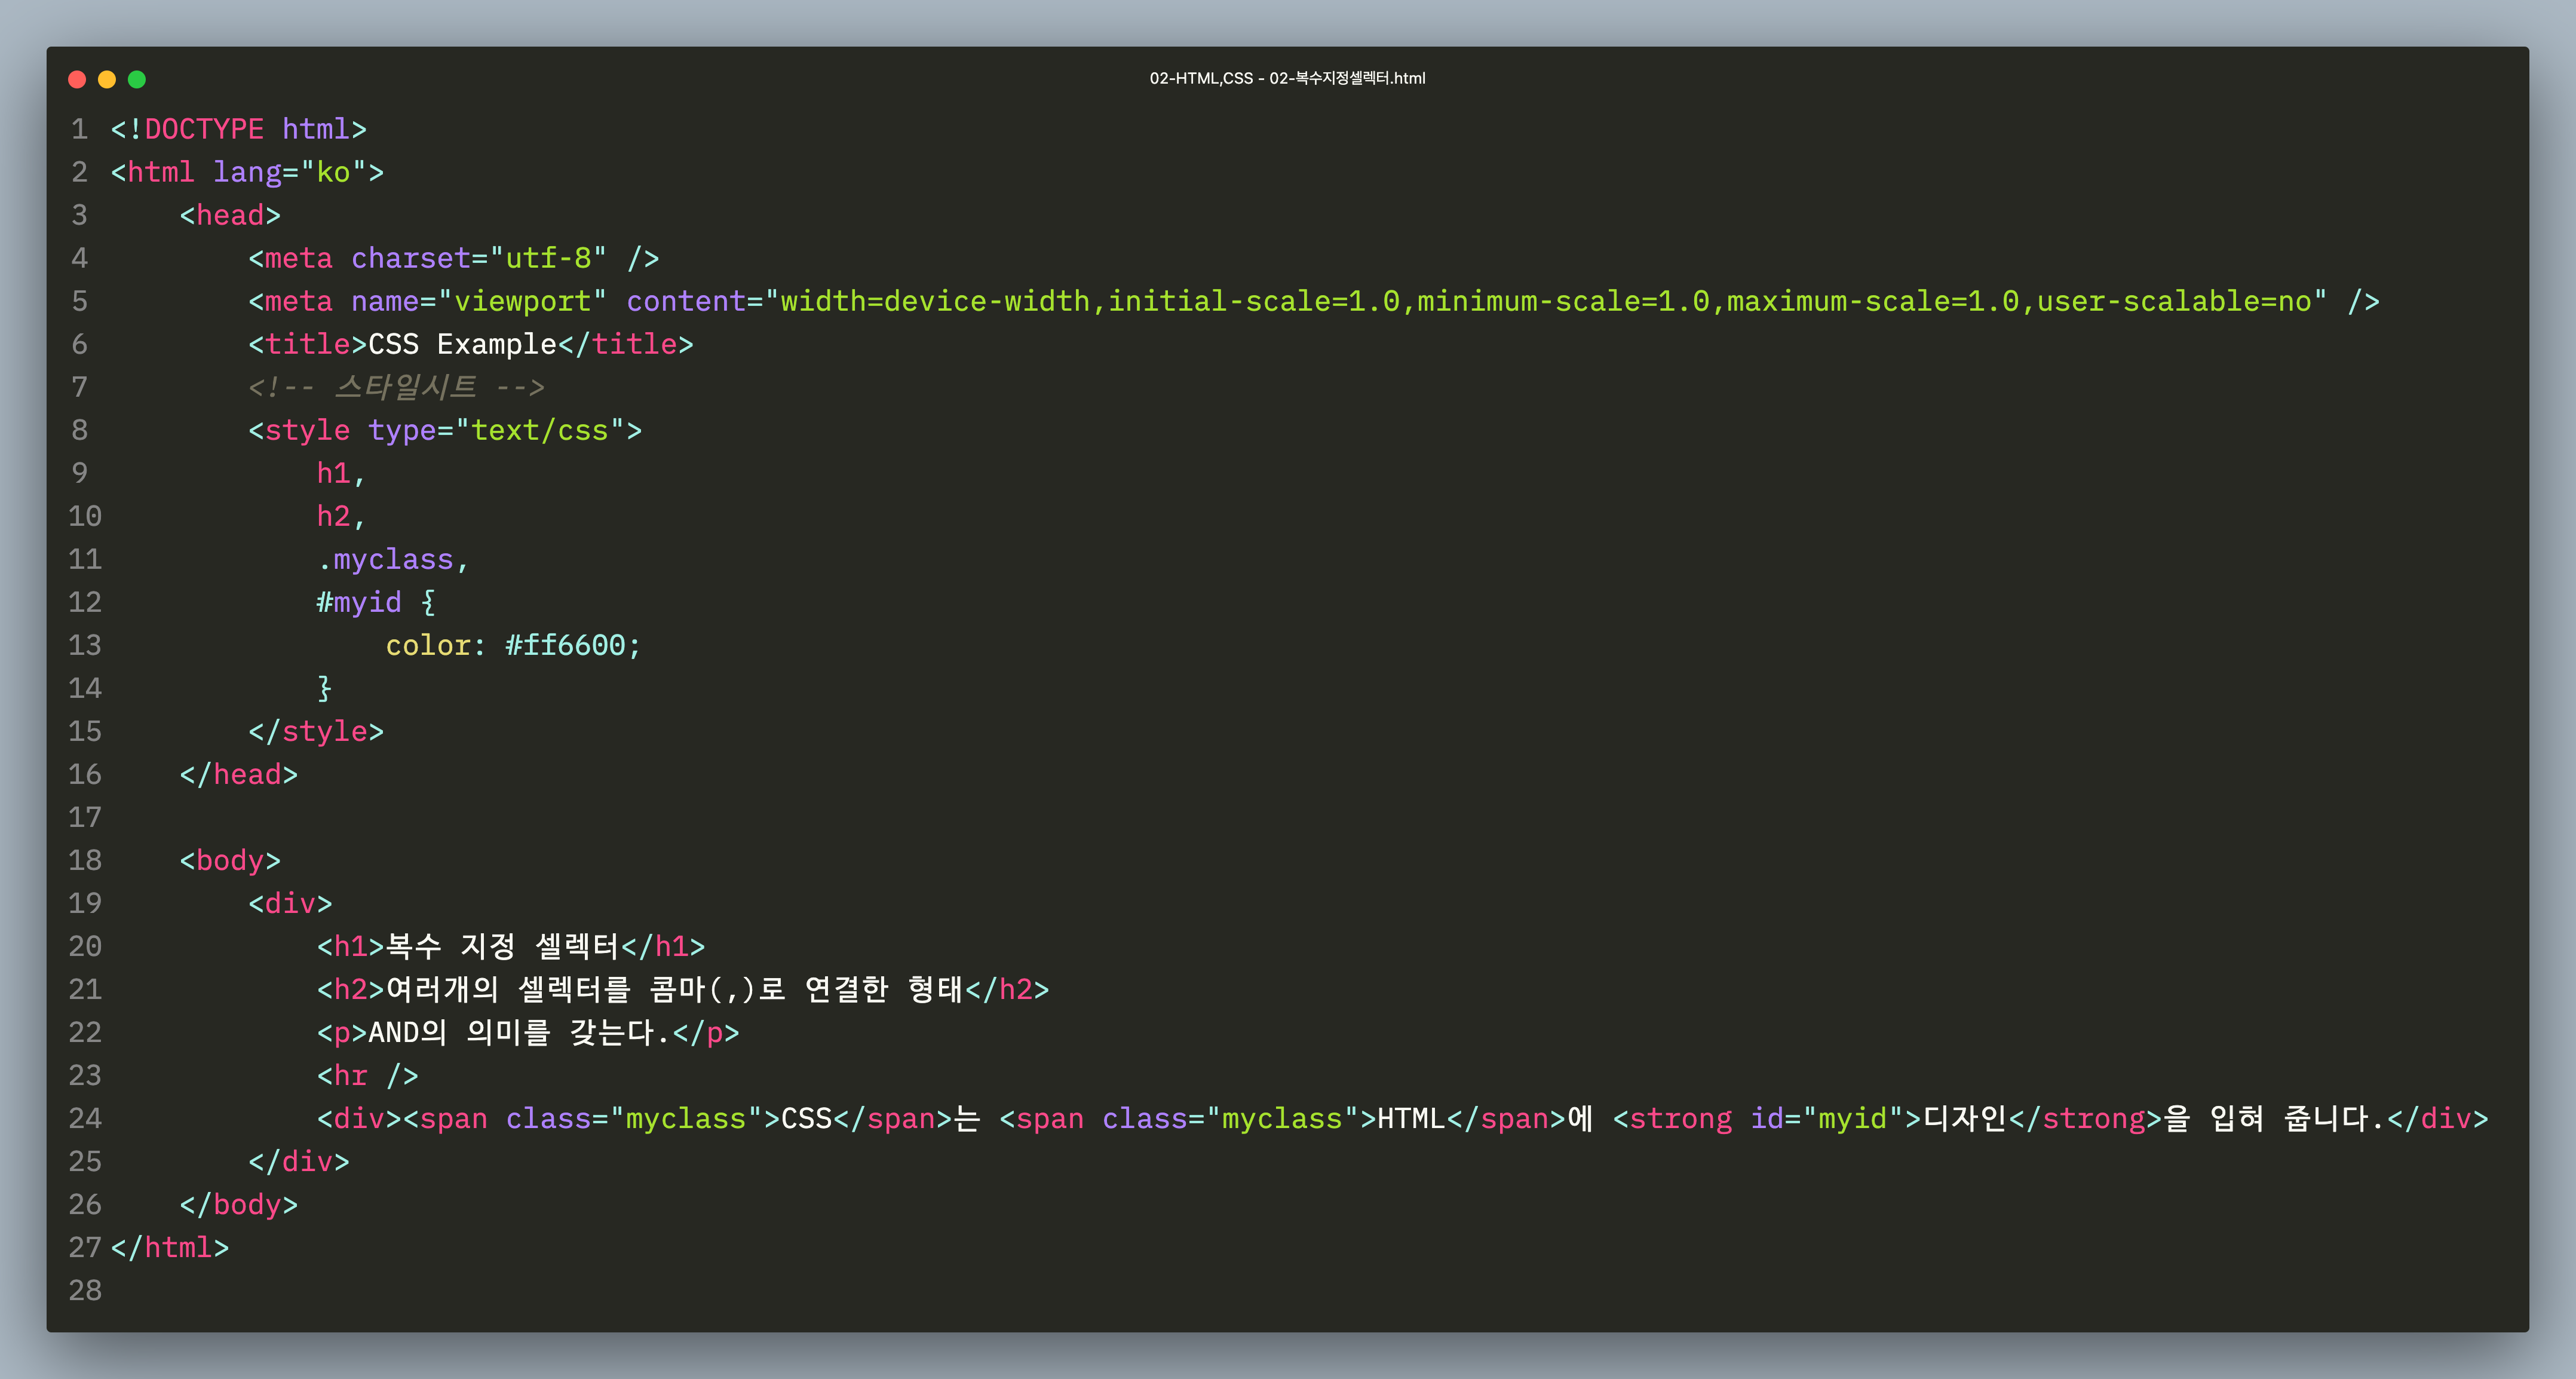 02-HTML,CSS - 02-복수지정셀렉터.html
1 <!DOCTYPE html>
2 <html lang="ko">
3     <head>
4         <meta charset="utf-8" />
5         <meta name="viewport" content="width=device-width,initial-scale=1.0,minimum-scale=1.0,maximum-scale=1.0,user-scalable=no" />
6         <title>CSS Example</title>
7         <!-- 스타일시트 -->
8         <style type="text/css">
9             h1,
10             h2,
11             .myclass,
12             #myid {
13                 color: #ff6600;
14             }
15         </style>
16     </head>
17
18     <body>
19         <div>
20             <h1>복수 지정 셀렉터</h1>
21             <h2>여러개의 셀렉터를 콤마(,)로 연결한 형태</h2>
22             <p>AND의 의미를 갖는다.</p>
23             <hr />
24             <div><span class="myclass">CSS</span>는 <span class="myclass">HTML</span>에 <strong id="myid">디자인</strong>을 입혀 줍니다.</div>
25         </div>
26     </body>
27 </html>
28